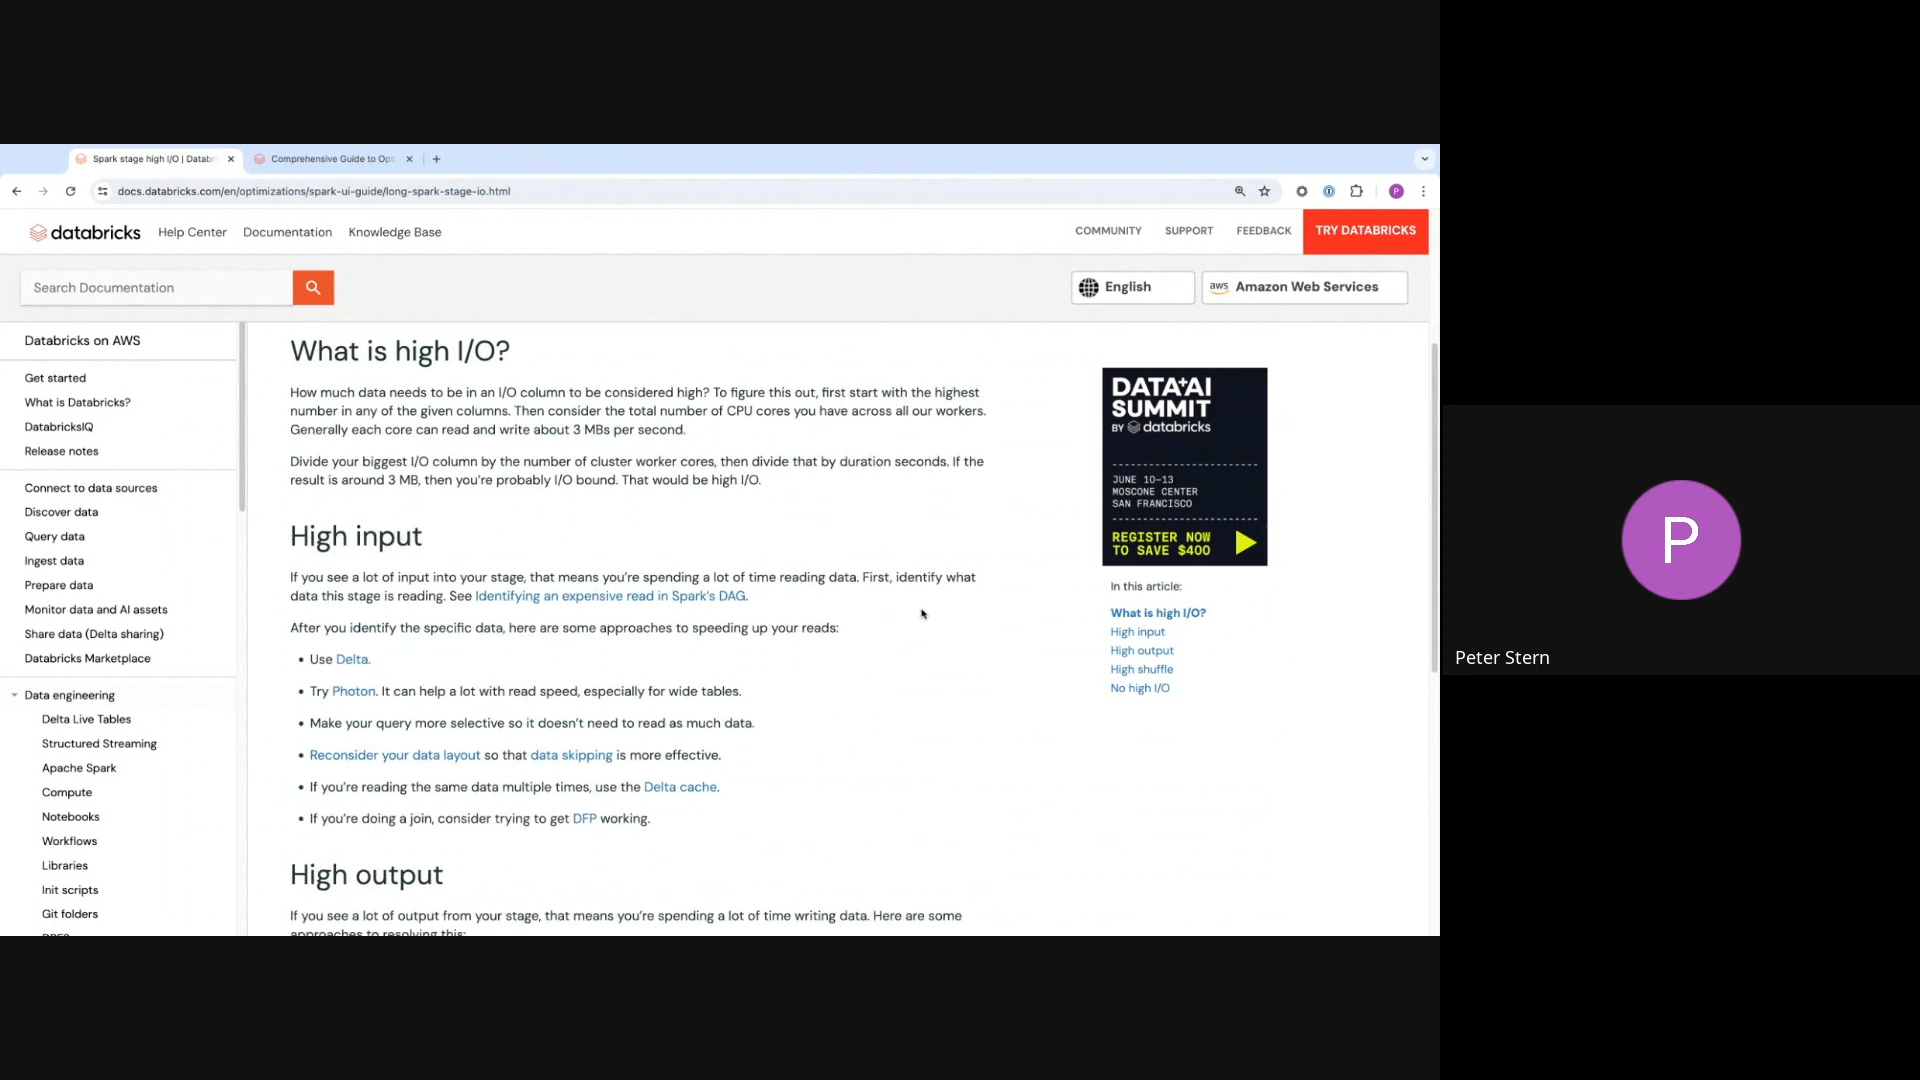 Spark stage high I/O | Databri
Comprehensive Guide to Opt
docs.databricks.com/en/optimizations/spark-ui-guide/long-spark-stage-io.html
P
databricks
Help Center
Documentation
Knowledge Base
COMMUNITY
SUPPORT
FEEDBACK
TRY DATABRICKS
Search Documentation
English
aws Amazon Web Services
Databricks on AWS
Get started
What is Databricks?
DatabricksIQ
Release notes
Connect to data sources
Discover data
Query data
Ingest data
Prepare data
Monitor data and AI assets
Share data (Delta sharing)
Databricks Marketplace
Data engineering
Delta Live Tables
Structured Streaming
Apache Spark
Compute
Notebooks
Workflows
Libraries
Init scripts
Git folders
What is high I/O?
How much data needs to be in an I/O column to be considered high? To figure this out, first start with the highest
number in any of the given columns. Then consider the total number of CPU cores you have across all our workers.
Generally each core can read and write about 3 MBs per second.
Divide your biggest I/O column by the number of cluster worker cores, then divide that by duration seconds. If the
result is around 3 MB, then you're probably I/O bound. That would be high I/O.
High input
If you see a lot of input into your stage, that means you're spending a lot of time reading data. First, identify what
data this stage is reading. See Identifying an expensive read in Spark's DAG.
After you identify the specific data, here are some approaches to speeding up your reads:
• Use Delta.
• Try Photon. It can help a lot with read speed, especially for wide tables.
• Make your query more selective so it doesn't need to read as much data.
• Reconsider your data layout so that data skipping is more effective.
• If you're reading the same data multiple times, use the Delta cache.
• If you're doing a join, consider trying to get DFP working.
High output
If you see a lot of output from your stage, that means you're spending a lot of time writing data. Here are some
approaches to resolving this:
DATA+AI
SUMMIT
BY databricks
JUNE 10-13
MOSCONE CENTER
SAN FRANCISCO
REGISTER NOW
TO SAVE $400
In this article:
What is high I/O?
High input
High output
High shuffle
No high I/O
P
Peter Stern